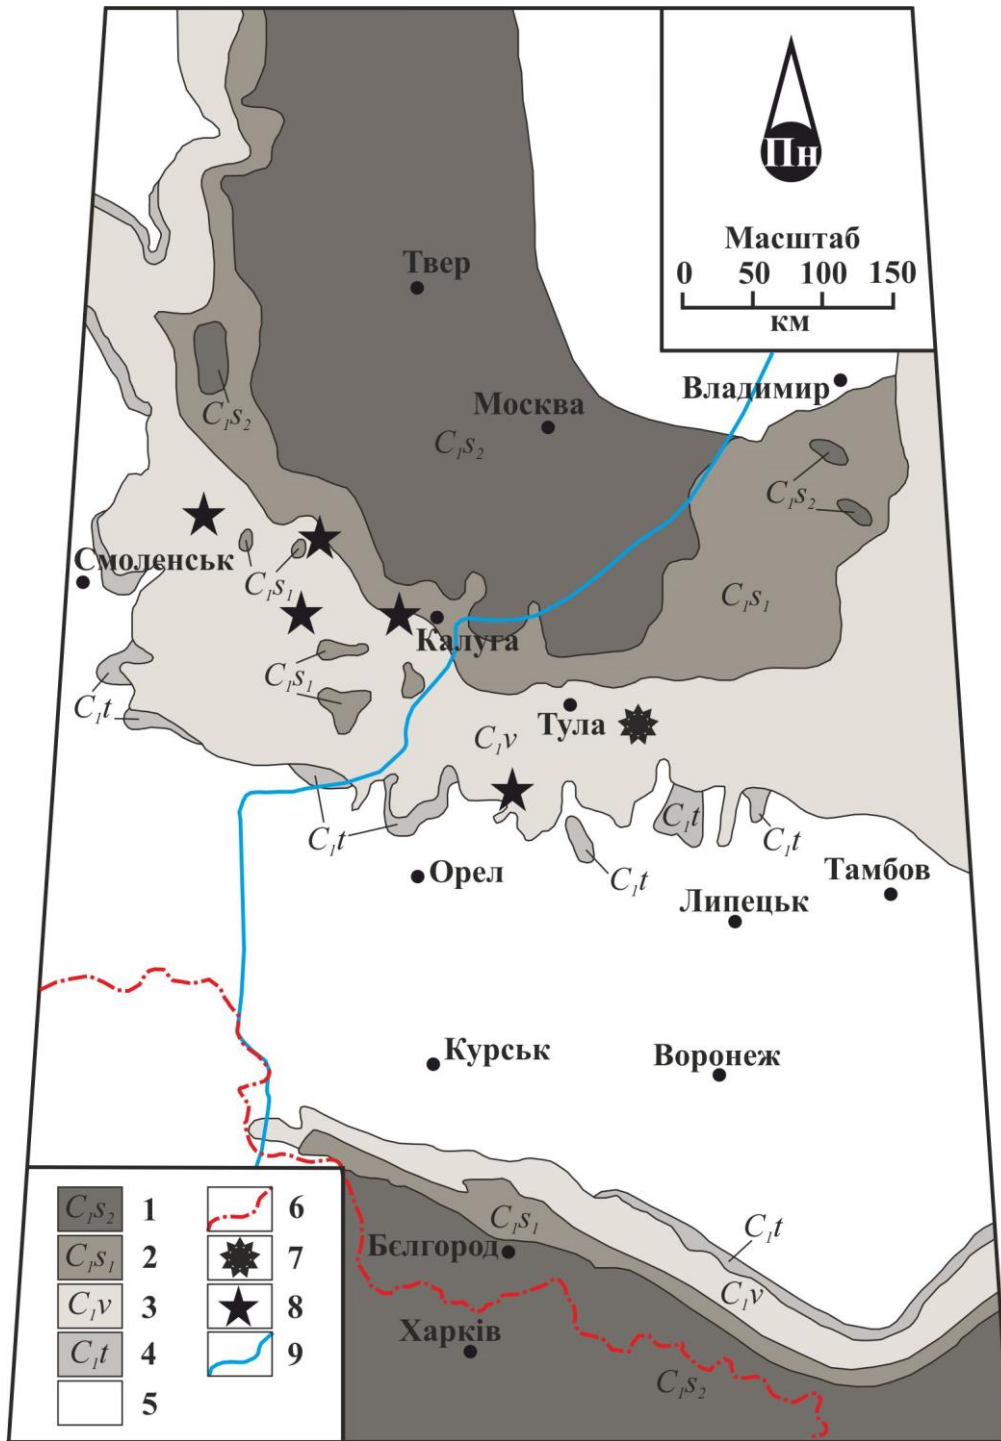 Пн
Масштаб
0 50 100 150
км
Твер
Владимир
Москва
C₁s₂
C₁s₂
C₁s₂
Смоленськ
C₁s₁
C₁s₁
Калуга
C₁s₁
C₁t
Тула
C₁v
C₁t
C₁t
C₁t
C₁t
Орел
Тамбов
Липецьк
Курськ
Воронеж
C₁s₁
C₁t
Бєлгород
C₁v
Харків
C₁s₂
C₁s₂ 1
C₁s₁ 2
C₁v 3
C₁t 4
5
6
7
8
9